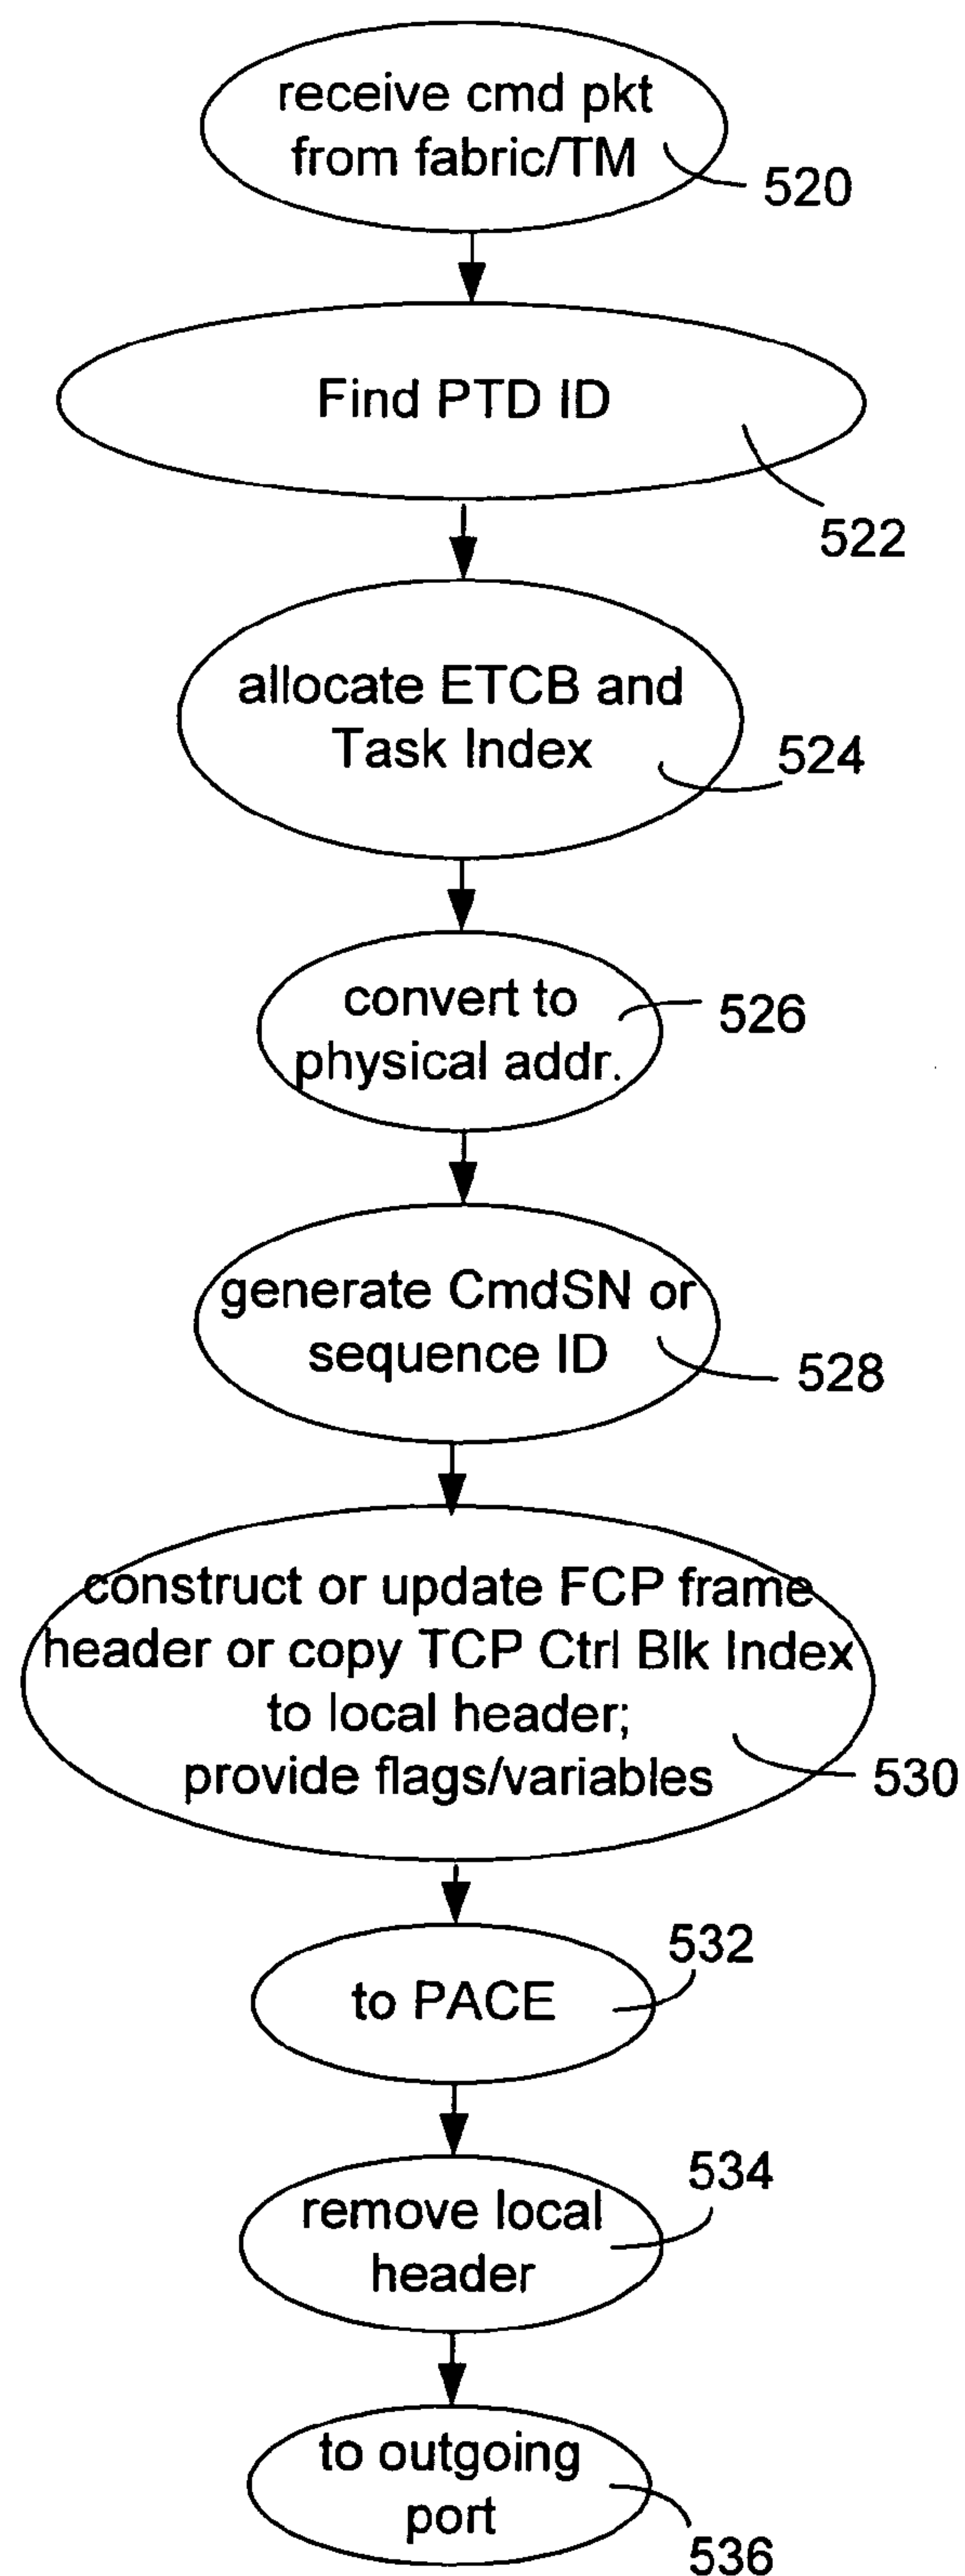 receive cmd pkt
from fabric/TM
520
Find PTD ID
522
allocate ETCB and
Task Index
524
convert to
physical addr.
526
generate CmdSN or
sequence ID
528
construct or update FCP frame
header or copy TCP Ctrl Blk Index
to local header;
provide flags/variables
530
to PACE
532
remove local
header
534
to outgoing
port
536